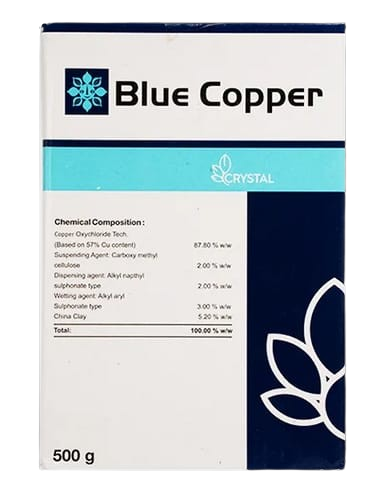 Blue Copper
CRYSTAL
Chemical Composition :
Copper Oxychloride Tech.
(Based on 57% Cu content) 87.80 % w/w
Suspending Agent: Carboxy methyl
cellulose 2.00 % w/w
Dispersing agent: Alkyl napthyl
sulphonate type 2.00 % w/w
Wetting agent: Alkyl aryl
Sulphonate type 3.00 % w/w
China Clay 5.20 % w/w
Total: 100.00 % w/w
500 g